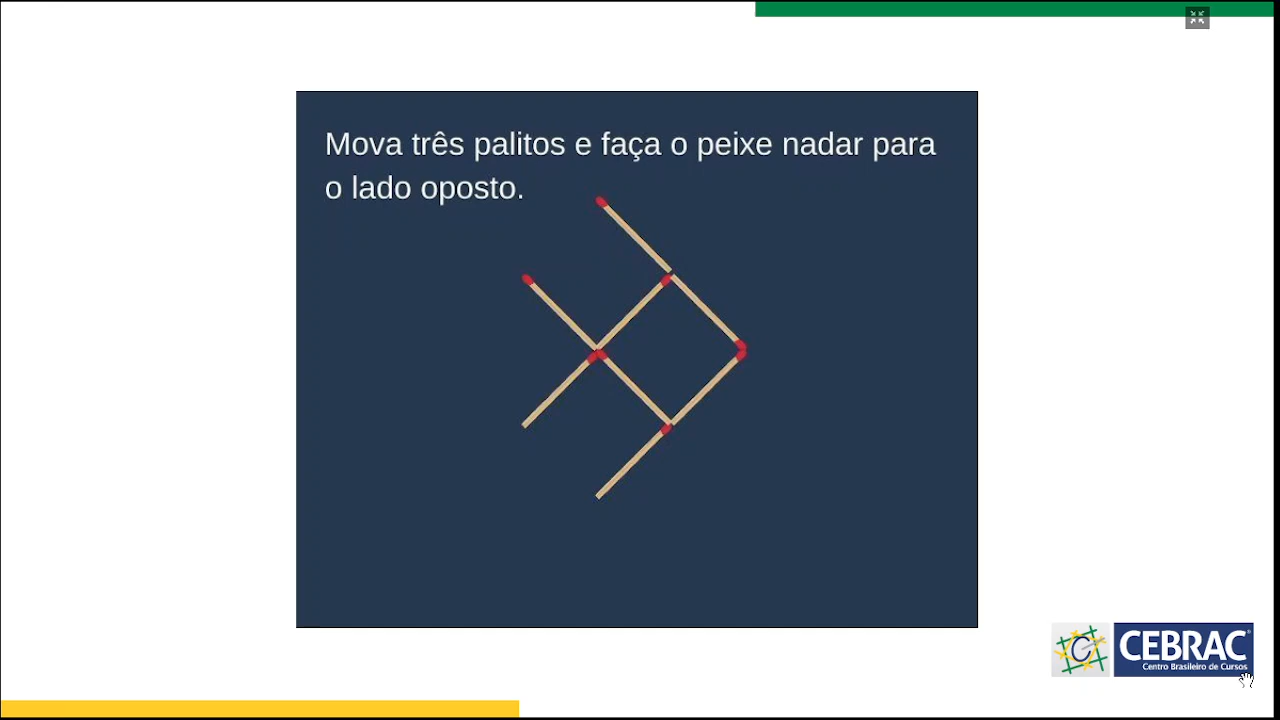 Mova três palitos e faça o peixe nadar para
o lado oposto.
C
CEBRAC®
Centro Brasileiro de Cursos